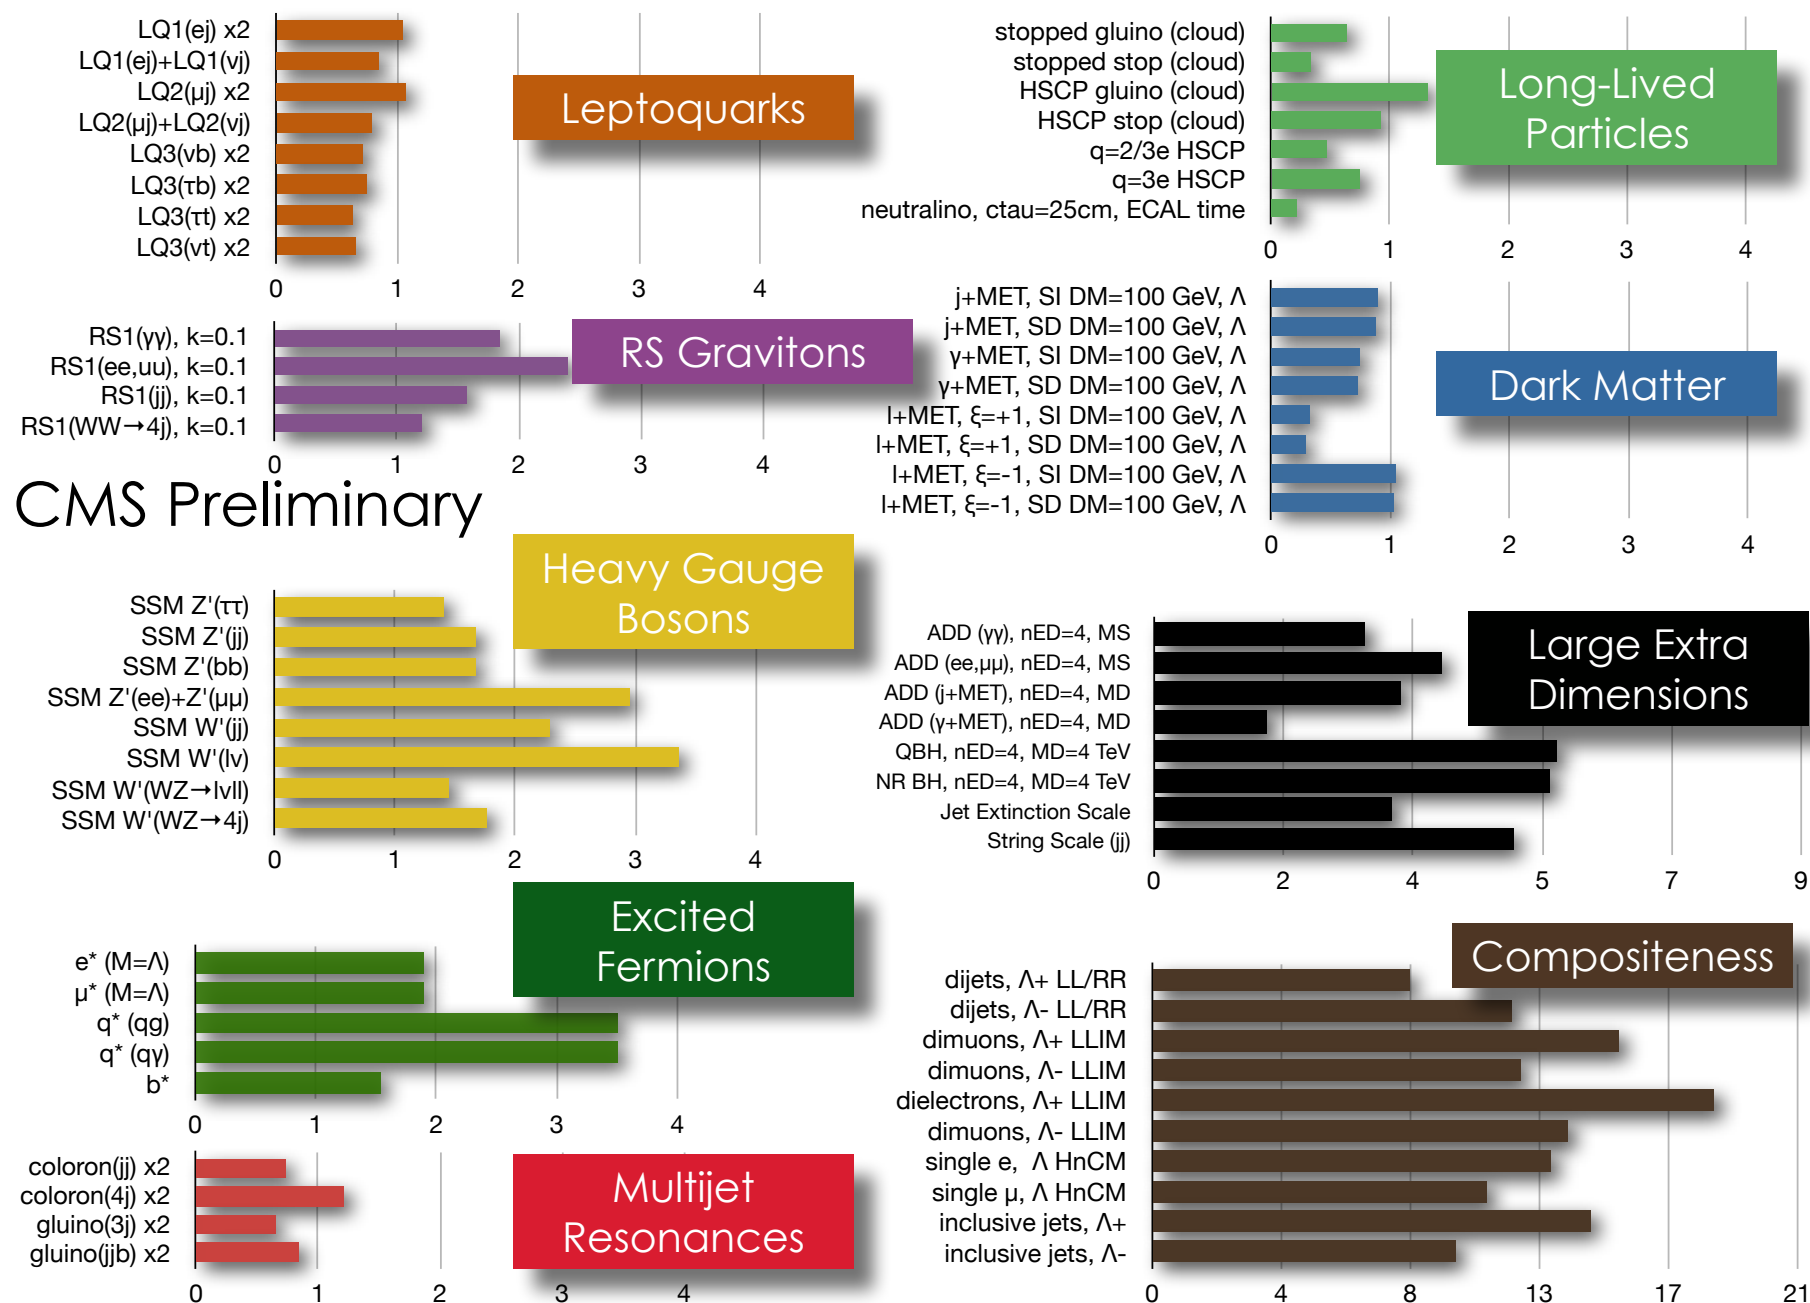 LQ1(ej) x2
LQ1(ej)+LQ1(νj)
LQ2(μj) x2
LQ2(μj)+LQ2(νj)
LQ3(νb) x2
LQ3(τb) x2
LQ3(τt) x2
LQ3(vt) x2
0 1 2 3 4
Leptoquarks
RS1(γγ), k=0.1
RS1(ee,uu), k=0.1
RS1(jj), k=0.1
RS1(WW→4j), k=0.1
0 1 2 3 4
RS Gravitons
CMS Preliminary
Heavy Gauge
Bosons
SSM Z'(ττ)
SSM Z'(jj)
SSM Z'(bb)
SSM Z'(ee)+Z'(μμ)
SSM W'(jj)
SSM W'(lv)
SSM W'(WZ→lvll)
SSM W'(WZ→4j)
0 1 2 3 4
Excited
Fermions
e* (M=Λ)
μ* (M=Λ)
q* (qg)
q* (qγ)
b*
0 1 2 3 4
Multijet
Resonances
coloron(jj) x2
coloron(4j) x2
gluino(3j) x2
gluino(jjb) x2
0 1 2 3 4
stopped gluino (cloud)
stopped stop (cloud)
HSCP gluino (cloud)
HSCP stop (cloud)
q=2/3e HSCP
q=3e HSCP
neutralino, ctau=25cm, ECAL time
0 1 2 3 4
Long-Lived
Particles
j+MET, SI DM=100 GeV, Λ
j+MET, SD DM=100 GeV, Λ
γ+MET, SI DM=100 GeV, Λ
γ+MET, SD DM=100 GeV, Λ
l+MET, ξ=+1, SI DM=100 GeV, Λ
l+MET, ξ=+1, SD DM=100 GeV, Λ
l+MET, ξ=-1, SI DM=100 GeV, Λ
l+MET, ξ=-1, SD DM=100 GeV, Λ
0 1 2 3 4
Dark Matter
Large Extra
Dimensions
ADD (γγ), nED=4, MS
ADD (ee,μμ), nED=4, MS
ADD (j+MET), nED=4, MD
ADD (γ+MET), nED=4, MD
QBH, nED=4, MD=4 TeV
NR BH, nED=4, MD=4 TeV
Jet Extinction Scale
String Scale (jj)
0 2 4 5 7 9
Compositeness
dijets, Λ+ LL/RR
dijets, Λ- LL/RR
dimuons, Λ+ LLIM
dimuons, Λ- LLIM
dielectrons, Λ+ LLIM
dimuons, Λ- LLIM
single e, Λ HnCM
single μ, Λ HnCM
inclusive jets, Λ+
inclusive jets, Λ-
0 4 8 13 17 21